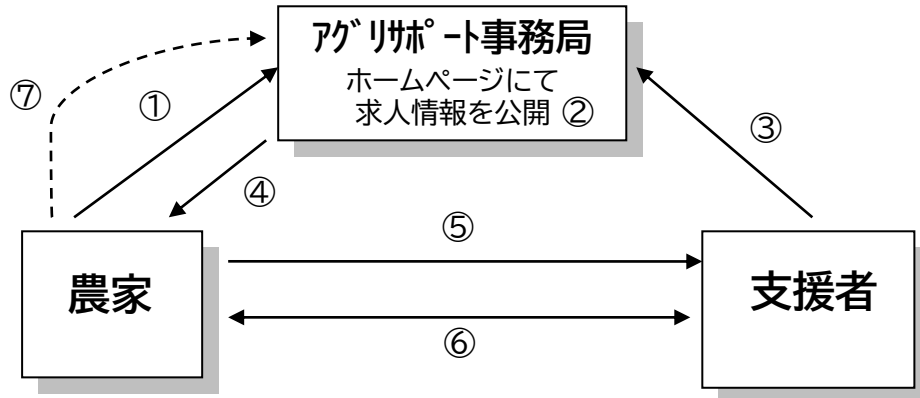 ｱｸﾞﾘｻﾎﾟｰﾄ事務局
ホームページにて
求人情報を公開 ②
⑦
①
③
④
⑤
農家
支援者
⑥